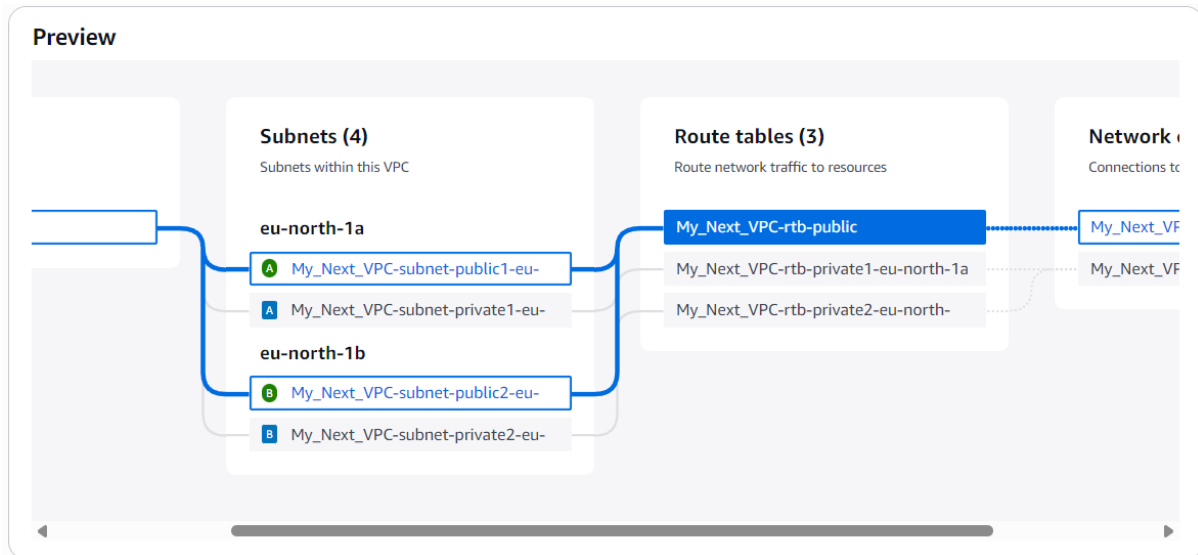 Preview
Subnets (4)
Subnets within this VPC
eu-north-1a
A My_Next_VPC-subnet-public1-eu-
A My_Next_VPC-subnet-private1-eu-
eu-north-1b
B My_Next_VPC-subnet-public2-eu-
B My_Next_VPC-subnet-private2-eu-
Route tables (3)
Route network traffic to resources
My_Next_VPC-rtb-public
My_Next_VPC-rtb-private1-eu-north-1a
My_Next_VPC-rtb-private2-eu-north-
Network
Connections to
My_Next_VP
My_Next_VP